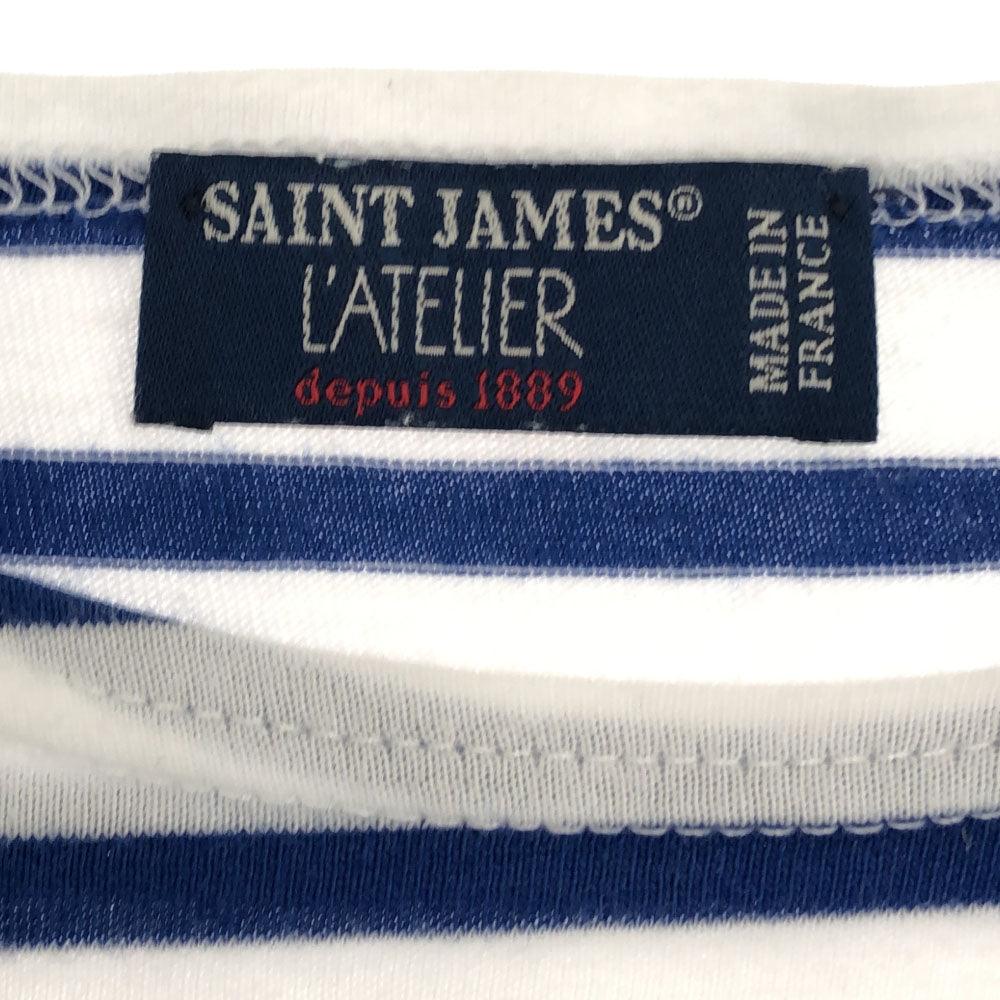 SAINT JAMES®
L'ATELIER
depuis 1889
MADE IN
FRANCE